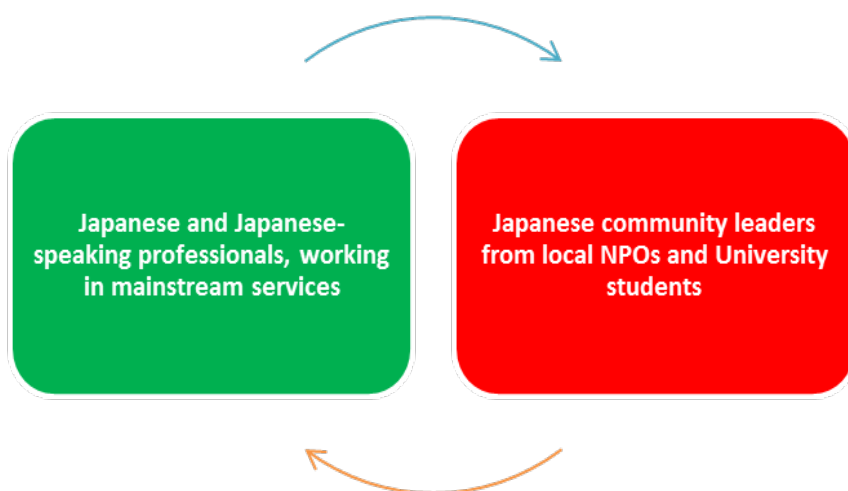 Japanese and Japanese-
speaking professionals, working
in mainstream services
Japanese community leaders
from local NPOs and University
students